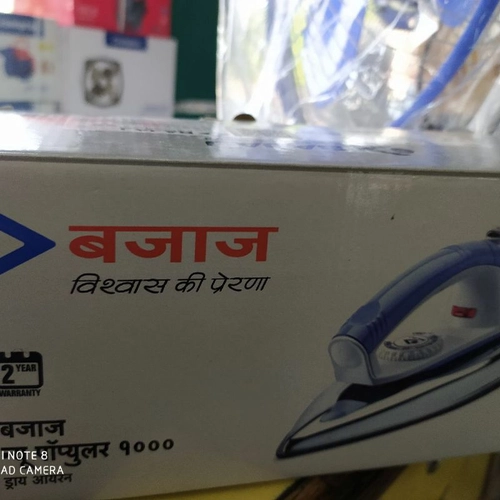 बजाज
विश्वास की प्रेरणा
2 YEAR
WARRANTY
बजाज
पॉप्युलर १०००
ड्राय आयरन
I NOTE 8
AD CAMERA